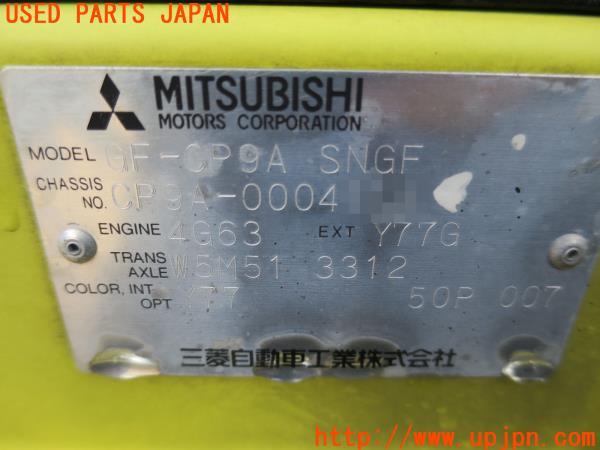 USED PARTS JAPAN
MITSUBISHI
MOTORS CORPORATION
MODEL GF-CP9A SNGF
CHASSIS NO. CP9A-0004
ENGINE 4G63 EXT Y77G
TRANS AXLE W5M51 3312
COLOR, INT OPT Y77 50P 007
三菱自動車工業株式会社
http://www.upjpn.com/